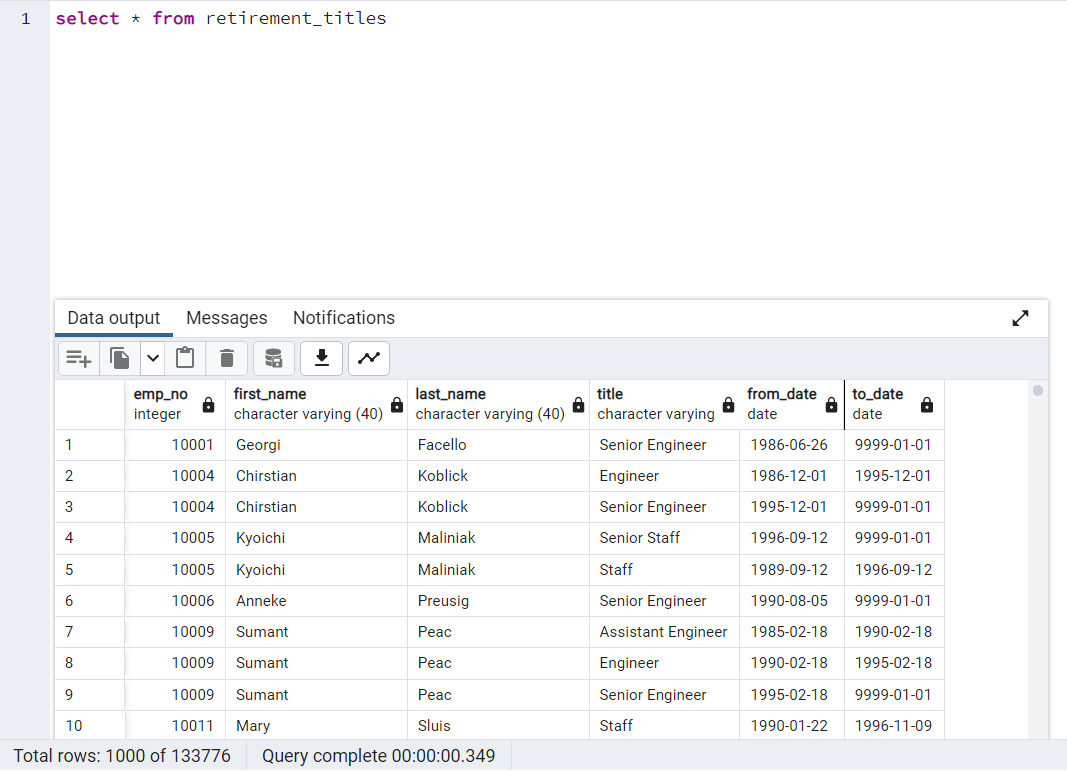 1 select * from retirement_titles
Data output Messages Notifications
emp_no first_name last_name title from_date to_date
integer character varying (40) character varying (40) character varying date date
1 10001 Georgi Facello Senior Engineer 1986-06-26 9999-01-01
2 10004 Chirstian Koblick Engineer 1986-12-01 1995-12-01
3 10004 Chirstian Koblick Senior Engineer 1995-12-01 9999-01-01
4 10005 Kyoichi Maliniak Senior Staff 1996-09-12 9999-01-01
5 10005 Kyoichi Maliniak Staff 1989-09-12 1996-09-12
6 10006 Anneke Preusig Senior Engineer 1990-08-05 9999-01-01
7 10009 Sumant Peac Assistant Engineer 1985-02-18 1990-02-18
8 10009 Sumant Peac Engineer 1990-02-18 1995-02-18
9 10009 Sumant Peac Senior Engineer 1995-02-18 9999-01-01
10 10011 Mary Sluis Staff 1990-01-22 1996-11-09
Total rows: 1000 of 133776 Query complete 00:00:00.349